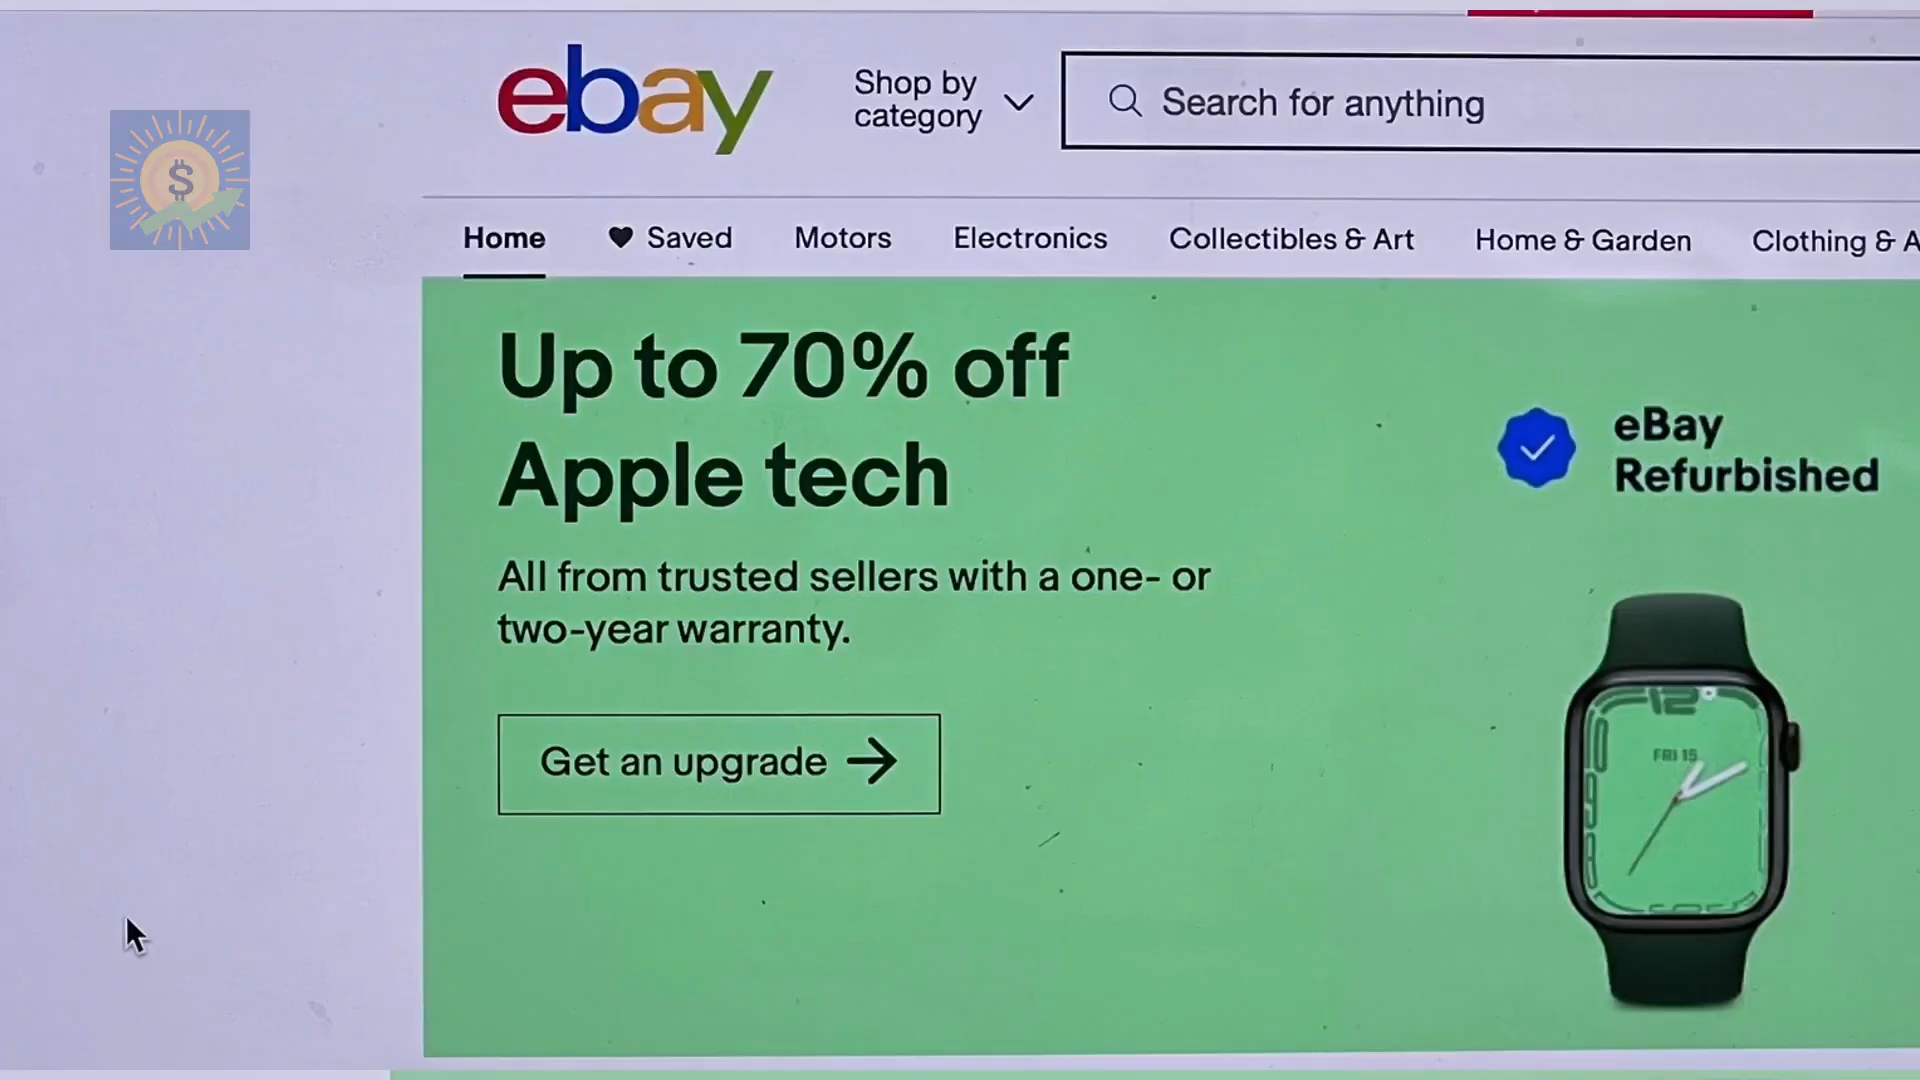 ebay
Shop by
category
Search for anything
$
Home
Saved
Motors
Electronics
Collectibles & Art
Home & Garden
Clothing & A
Up to 70% off
Apple tech
All from trusted sellers with a one- or
two-year warranty.
Get an upgrade
eBay
Refurbished
12
FRI 15